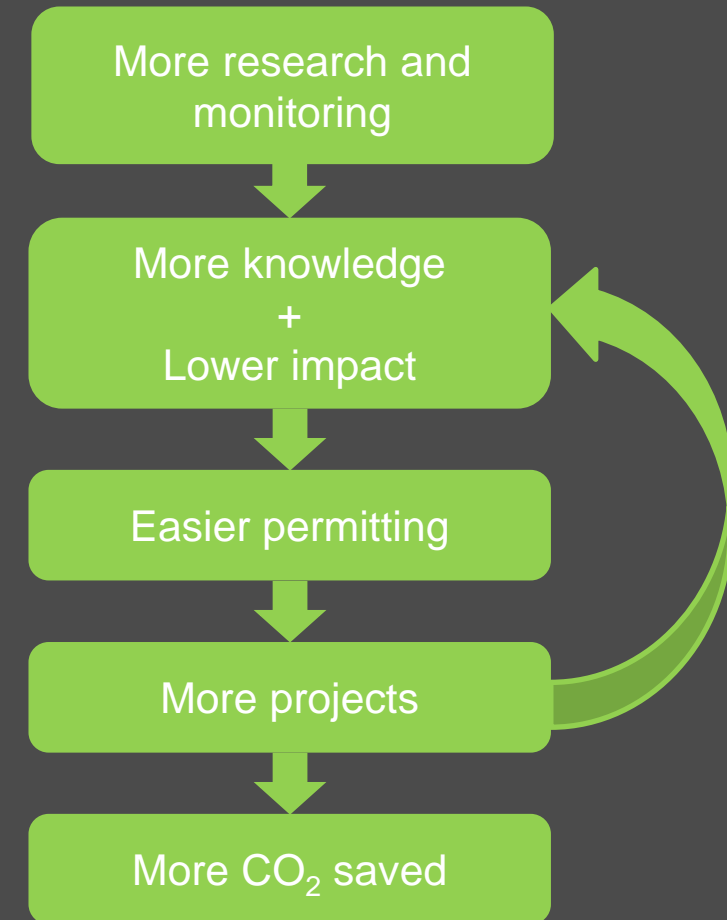 More research and
monitoring
More knowledge
+
Lower impact
Easier permitting
More projects
More CO₂ saved